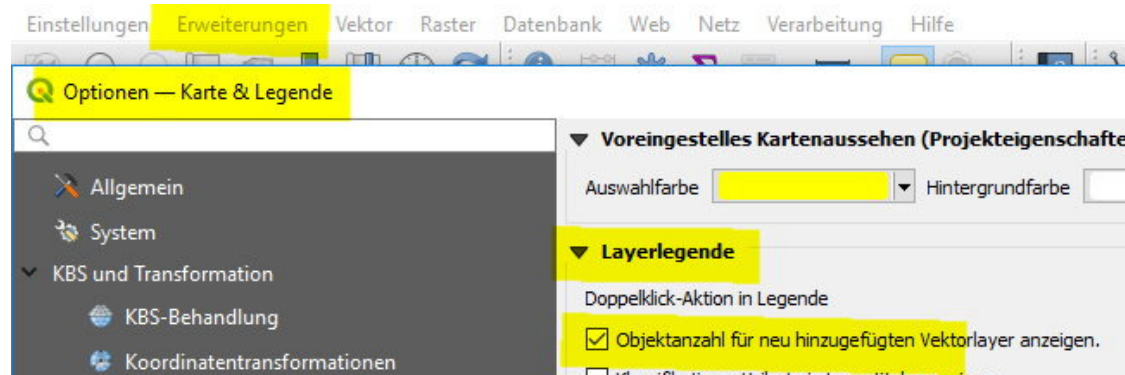 Einstellungen Erweiterungen Vektor Raster Datenbank Web Netz Verarbeitung Hilfe
Optionen — Karte & Legende
Voreingestelles Kartenaussehen (Projekteigenschafte
Allgemein
Auswahlfarbe Hintergrundfarbe
System
Layerlegende
KBS und Transformation
Doppelklick-Aktion in Legende
KBS-Behandlung
Objektanzahl für neu hinzugefügten Vektorlayer anzeigen.
Koordinatentransformationen